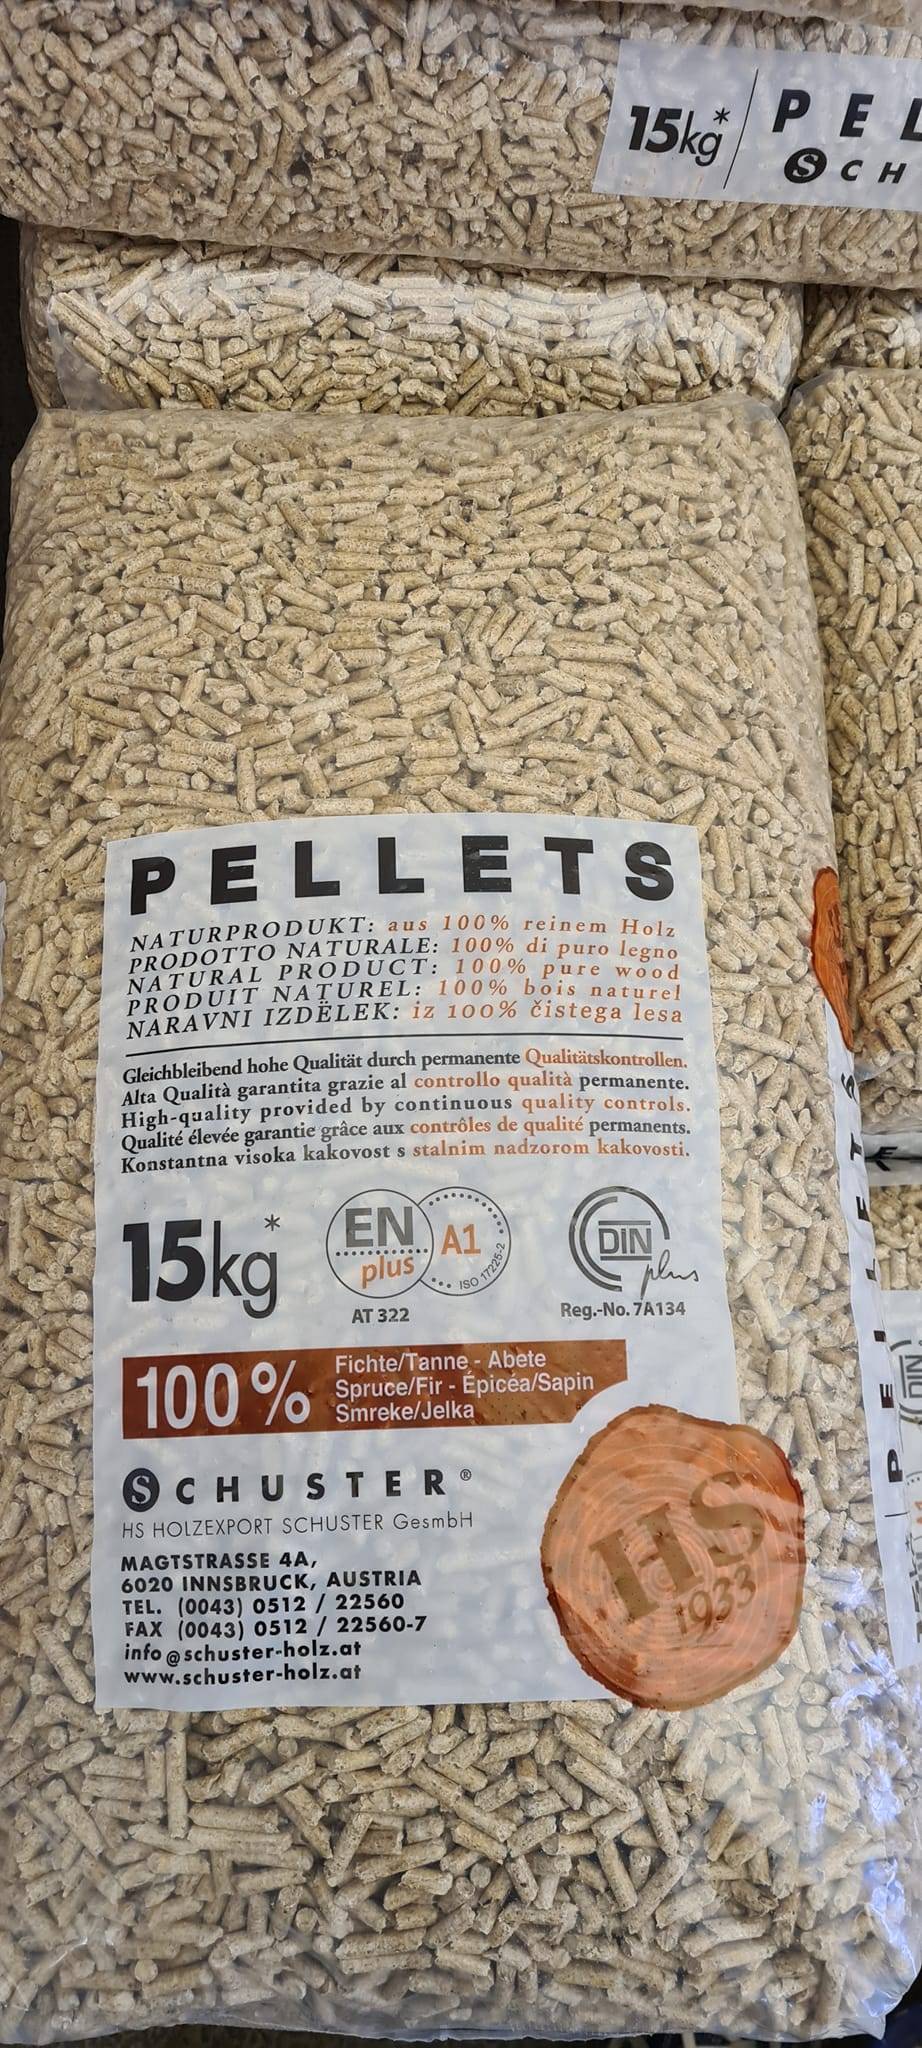 15kg* PEL
SCH
PELLETS
NATURPRODUKT: aus 100% reinem Holz
PRODOTTO NATURALE: 100% di puro legno
NATURAL PRODUCT: 100% pure wood
PRODUIT NATUREL: 100% bois naturel
NARAVNI IZDËLEK: iz 100% čistega lesa
Gleichbleibend hohe Qualität durch permanente Qualitätskontrollen.
Alta Qualità garantita grazie al controllo qualità permanente.
High-quality provided by continuous quality controls.
Qualité élevée garantie grâce aux contrôles de qualité permanents.
Konstantna visoka kakovost s stalnim nadzorom kakovosti.
15kg*
EN plus A1 ISO 17225-2
AT 322
DIN plus
Reg.-No. 7A134
100%
Fichte/Tanne - Abete
Spruce/Fir - Épicéa/Sapin
Smreke/Jelka
SCHUSTER®
HS HOLZEXPORT SCHUSTER GesmbH
MAGTSTRASSE 4A,
6020 INNSBRUCK, AUSTRIA
TEL. (0043) 0512 / 22560
FAX (0043) 0512 / 22560-7
info@schuster-holz.at
www.schuster-holz.at
HS
1933
PELLETS
DIN